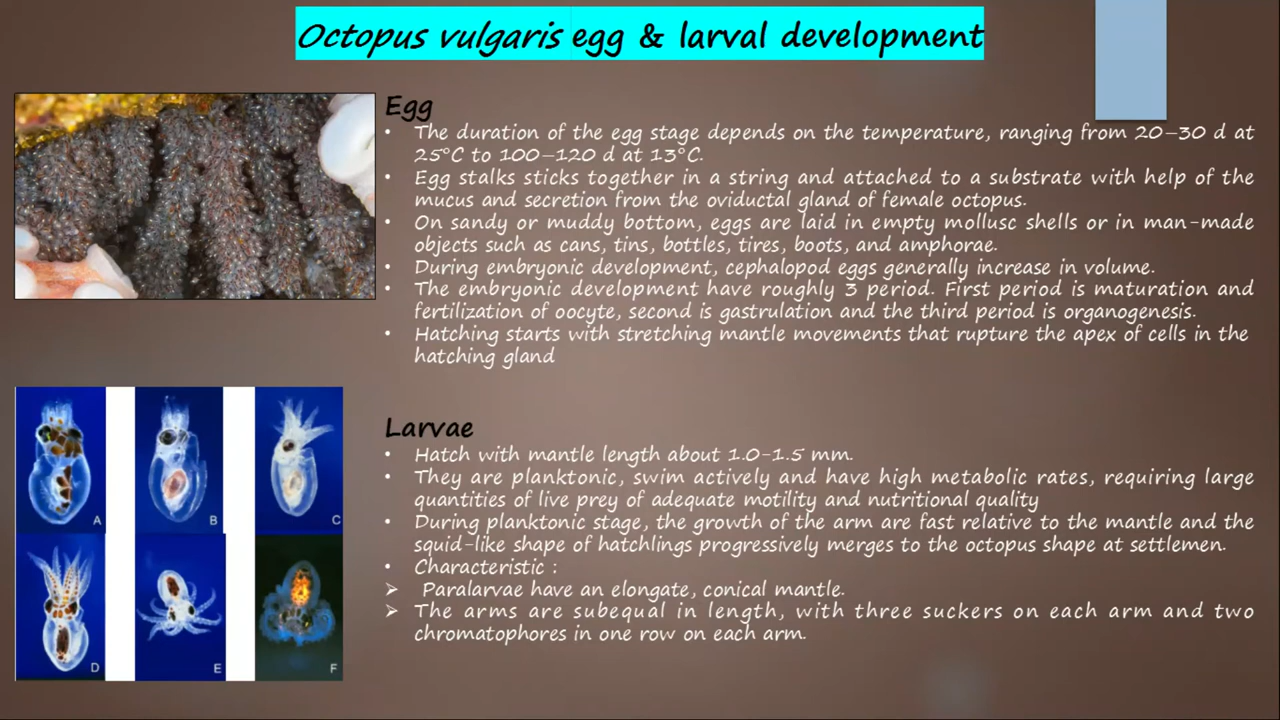 Octopus vulgaris egg & larval development
Egg
• The duration of the egg stage depends on the temperature, ranging from 20–30 d at
25°C to 100–120 d at 13°C.
• Egg stalks sticks together in a string and attached to a substrate with help of the
mucus and secretion from the oviductal gland of female octopus.
• On sandy or muddy bottom, eggs are laid in empty mollusc shells or in man-made
objects such as cans, tins, bottles, tires, boots, and amphorae.
• During embryonic development, cephalopod eggs generally increase in volume.
• The embryonic development have roughly 3 period. First period is maturation and
fertilization of oocyte, second is gastrulation and the third period is organogenesis.
• Hatching starts with stretching mantle movements that rupture the apex of cells in the
hatching gland
Larvae
• Hatch with mantle length about 1.0-1.5 mm.
• They are planktonic, swim actively and have high metabolic rates, requiring large
quantities of live prey of adequate motility and nutritional quality
• During planktonic stage, the growth of the arm are fast relative to the mantle and the
squid-like shape of hatchlings progressively merges to the octopus shape at settlemen.
• Characteristic :
➢ Paralarvae have an elongate, conical mantle.
➢ The arms are subequal in length, with three suckers on each arm and two
chromatophores in one row on each arm.
A
B
C
D
E
F